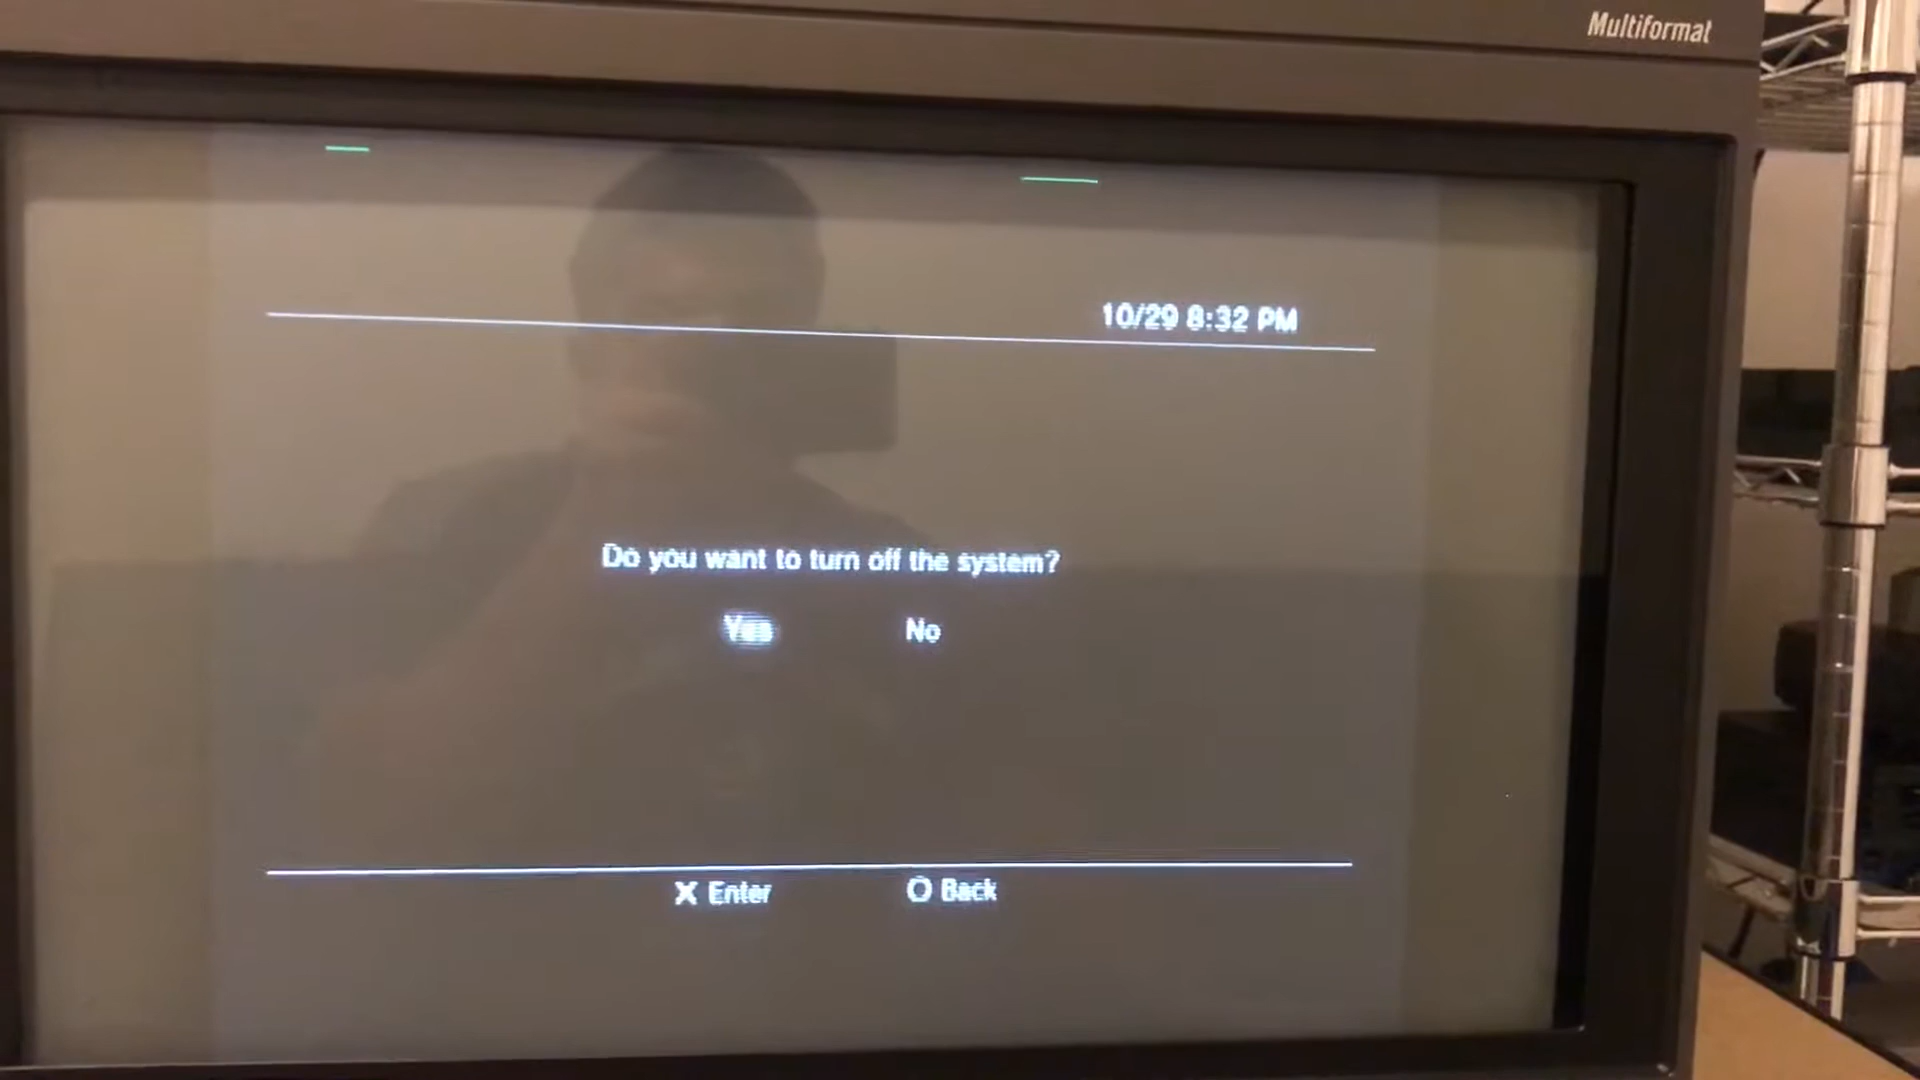 Multiformat
10/29 8:32 PM
Do you want to turn off the system?
Yes No
X Enter O Back